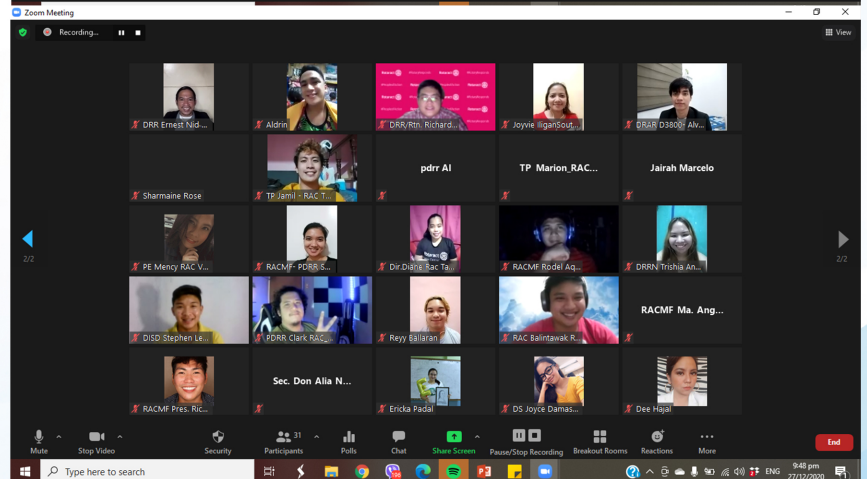 Zoom Meeting
Recording...
View
DRR Ernest Nid...
Aldrin
DRR/Rtn. Richard...
Joyvie IliganSout...
DRAR D3800- Alv...
Sharmaine Rose
TP Jamil - RAC T...
pdrr Al
TP Marion_RAC...
Jairah Marcelo
2/2
2/2
PE Mency RAC V...
RACMF- PDRR S...
Dir.Diane Rac Ta...
RACMF Rodel Aq...
DRRN Trishia An...
DISD Stephen Le...
PDRR Clark RAC_...
Reyy Ballaran
RAC Balintawak R...
RACMF Ma. Ang...
RACMF Pres. Ric...
Sec. Don Alia N...
Ericka Padal
DS Joyce Damas...
Dee Hajal
Mute
Stop Video
Security
31
Participants
Polls
Chat
Share Screen
Pause/Stop Recording
Breakout Rooms
Reactions
More
End
Type here to search
ENG
9:48 pm
27/12/2020